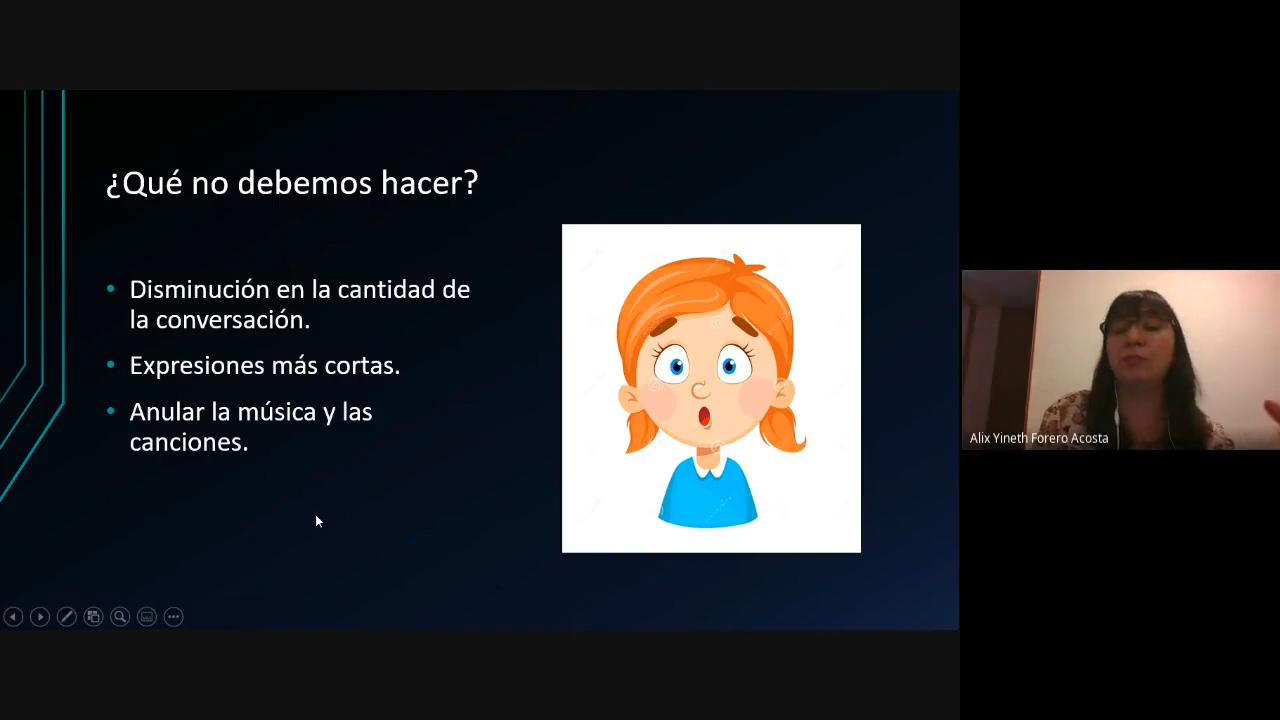 ¿Qué no debemos hacer?
• Disminución en la cantidad de
la conversación.
• Expresiones más cortas.
• Anular la música y las
canciones.
Alix Yineth Forero Acosta